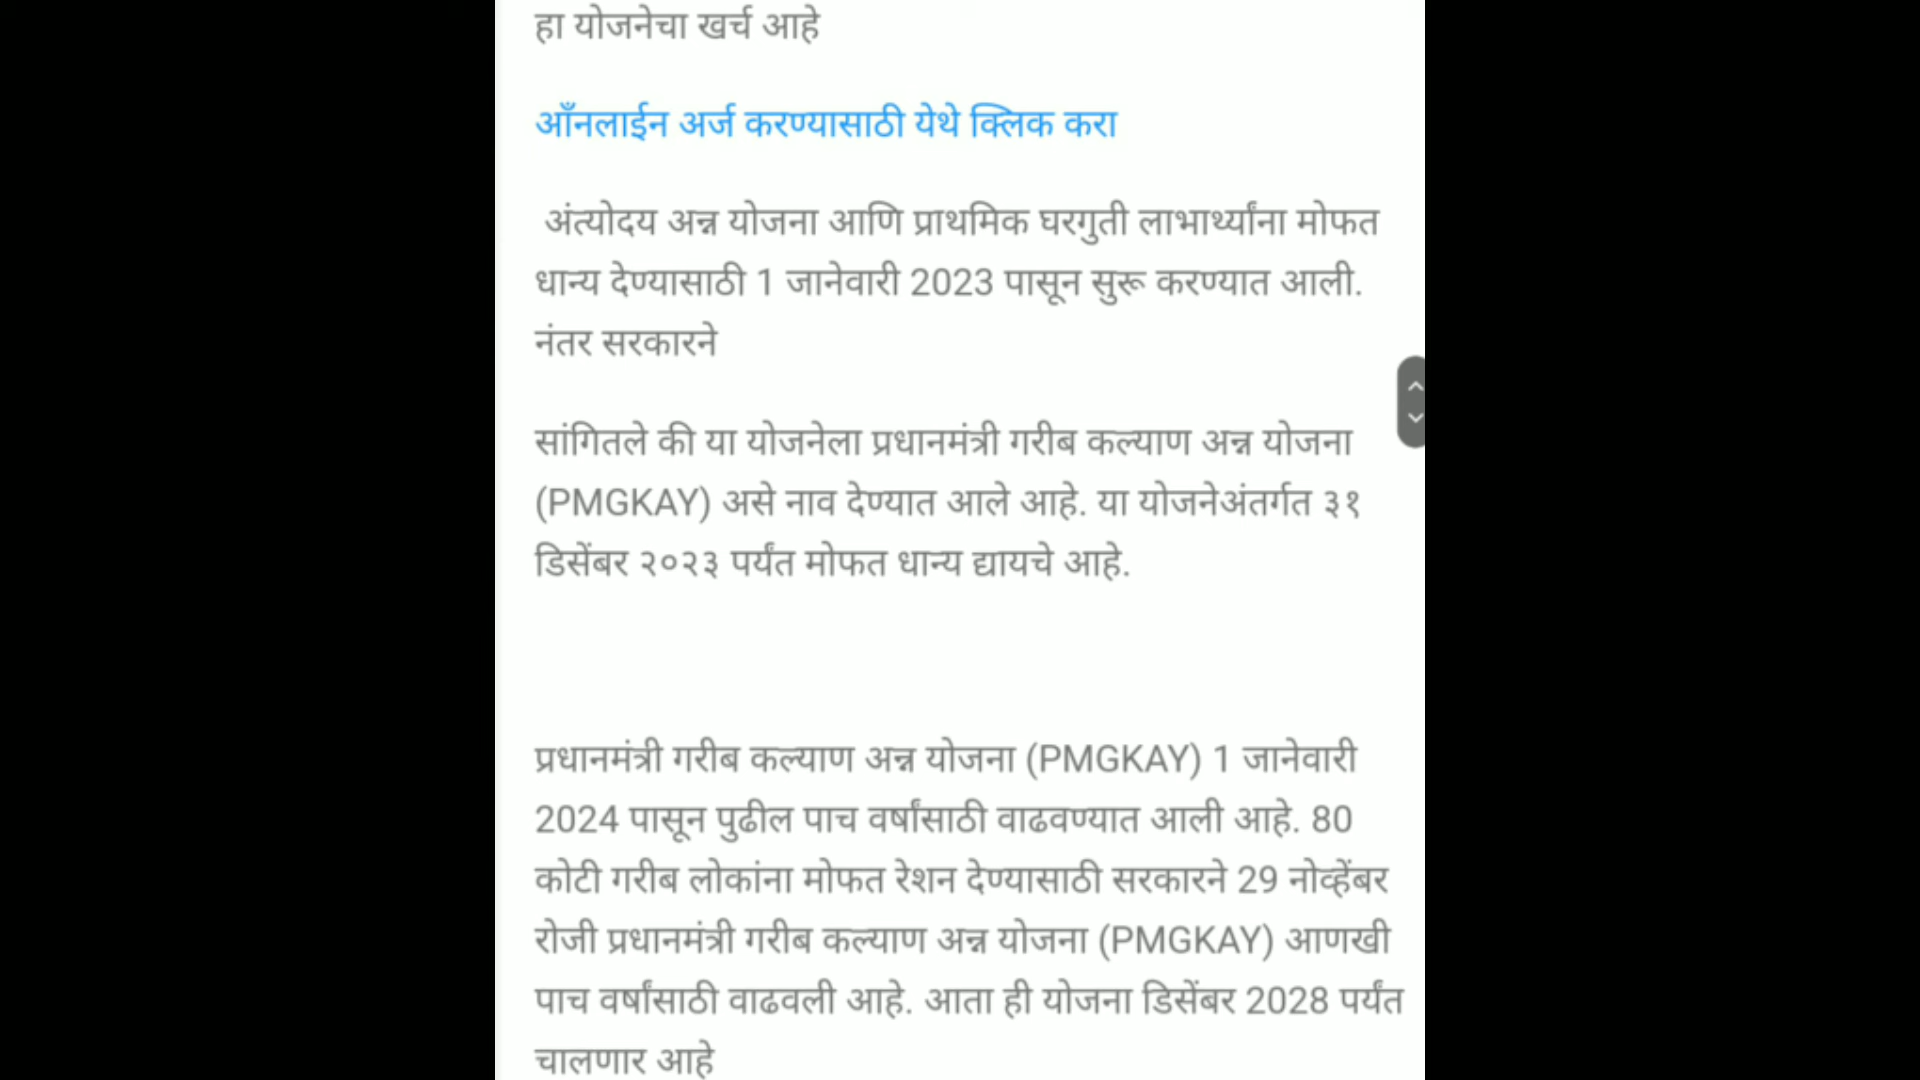 हा योजनेचा खर्च आहे
ऑंनलाईन अर्ज करण्यासाठी येथे क्लिक करा
अंत्योदय अन्न योजना आणि प्राथमिक घरगुती लाभार्थ्यांना मोफत
धान्य देण्यासाठी 1 जानेवारी 2023 पासून सुरू करण्यात आली.
नंतर सरकारने
सांगितले की या योजनेला प्रधानमंत्री गरीब कल्याण अन्न योजना
(PMGKAY) असे नाव देण्यात आले आहे. या योजनेअंतर्गत ३१
डिसेंबर २०२३ पर्यंत मोफत धान्य द्यायचे आहे.
प्रधानमंत्री गरीब कल्याण अन्न योजना (PMGKAY) 1 जानेवारी
2024 पासून पुढील पाच वर्षांसाठी वाढवण्यात आली आहे. 80
कोटी गरीब लोकांना मोफत रेशन देण्यासाठी सरकारने 29 नोव्हेंबर
रोजी प्रधानमंत्री गरीब कल्याण अन्न योजना (PMGKAY) आणखी
पाच वर्षांसाठी वाढवली आहे. आता ही योजना डिसेंबर 2028 पर्यंत
चालणार आहे